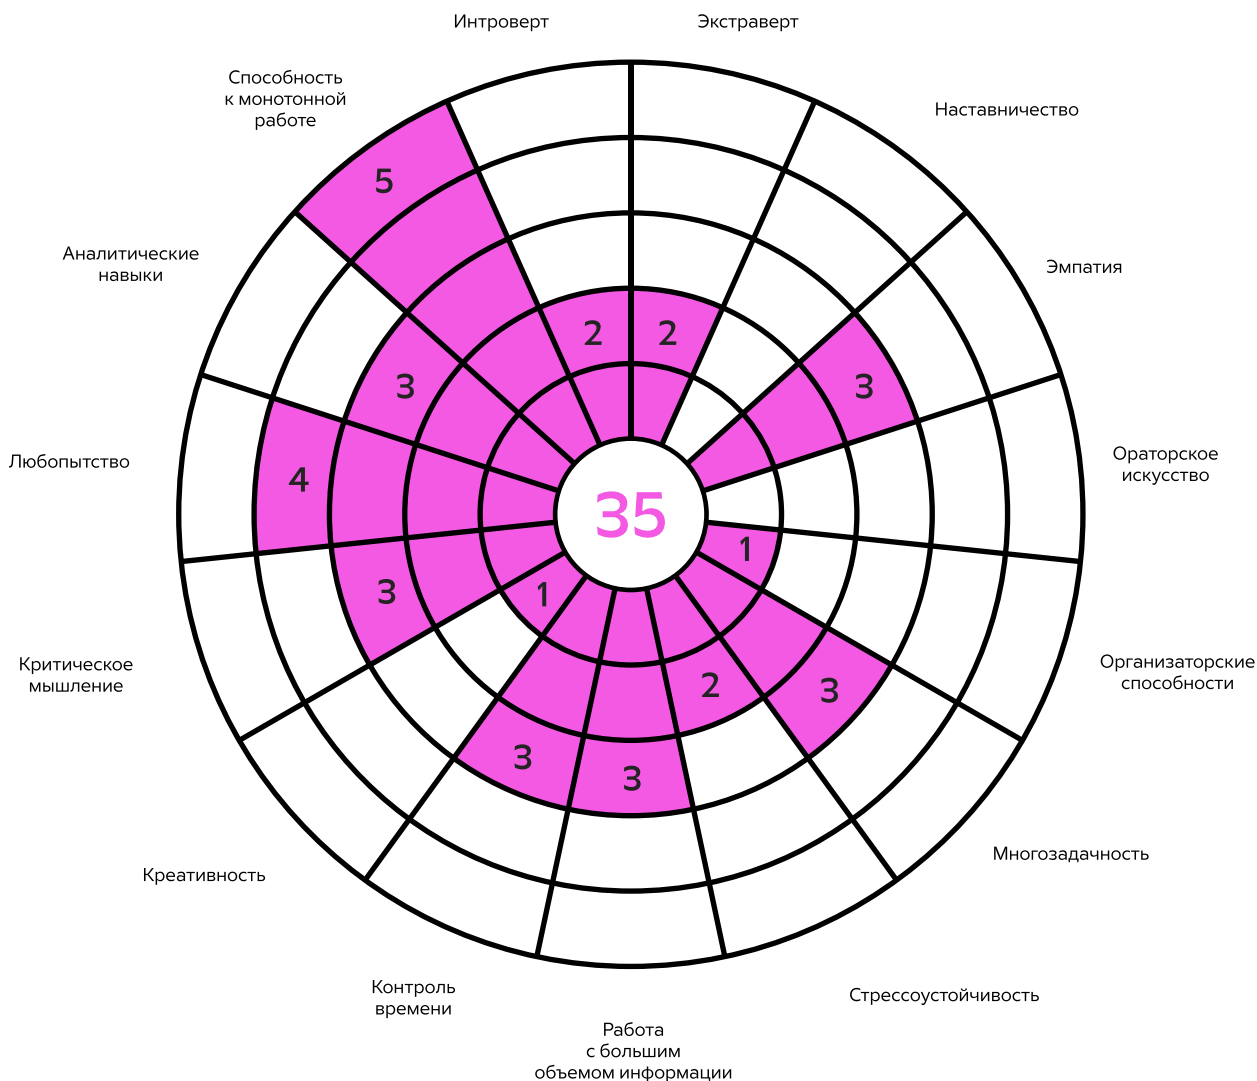 Интроверт
Экстраверт
Способность
к монотонной
работе
Наставничество
5
Аналитические
навыки
Эмпатия
2
2
3
3
Любопытство
4
Ораторское
искусство
35
1
3
1
Критическое
мышление
Организаторские
способности
2
3
3
3
Многозадачность
Креативность
Контроль
времени
Стрессоустойчивость
Работа
с большим
объемом информации